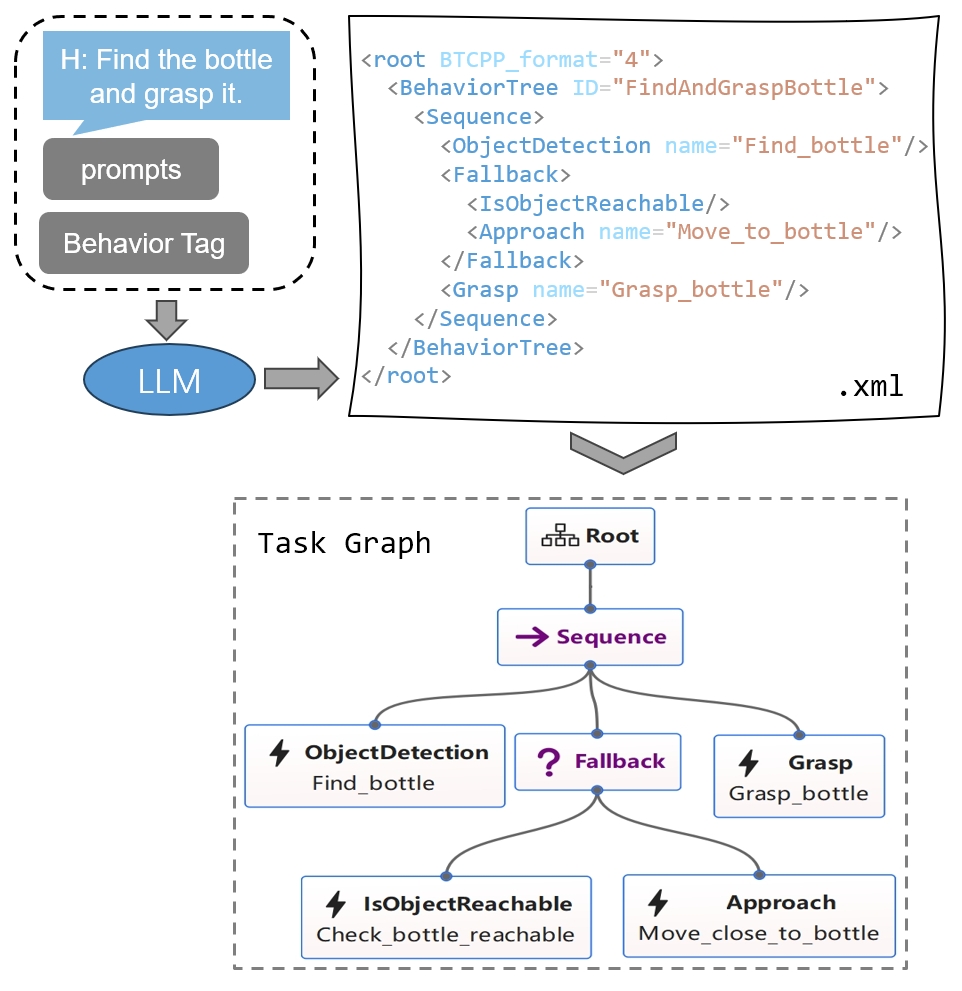 H: Find the bottle
and grasp it.
prompts
Behavior Tag
LLM
<root BTCPP_format="4">
<BehaviorTree ID="FindAndGraspBottle">
<Sequence>
<ObjectDetection name="Find_bottle"/>
<Fallback>
<IsObjectReachable/>
<Approach name="Move_to_bottle"/>
</Fallback>
<Grasp name="Grasp_bottle"/>
</Sequence>
</BehaviorTree>
</root>
.xml
Task Graph
Root
Sequence
ObjectDetection
Find_bottle
? Fallback
Grasp
Grasp_bottle
IsObjectReachable
Check_bottle_reachable
Approach
Move_close_to_bottle